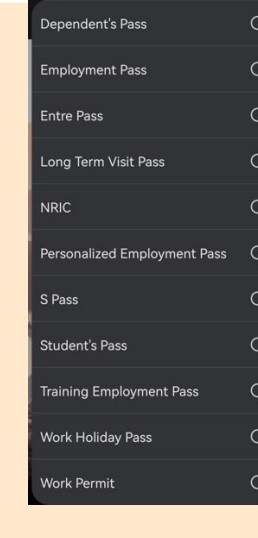 Dependent's Pass
Employment Pass
Entre Pass
Long Term Visit Pass
NRIC
Personalized Employment Pass
S Pass
Student's Pass
Training Employment Pass
Work Holiday Pass
Work Permit